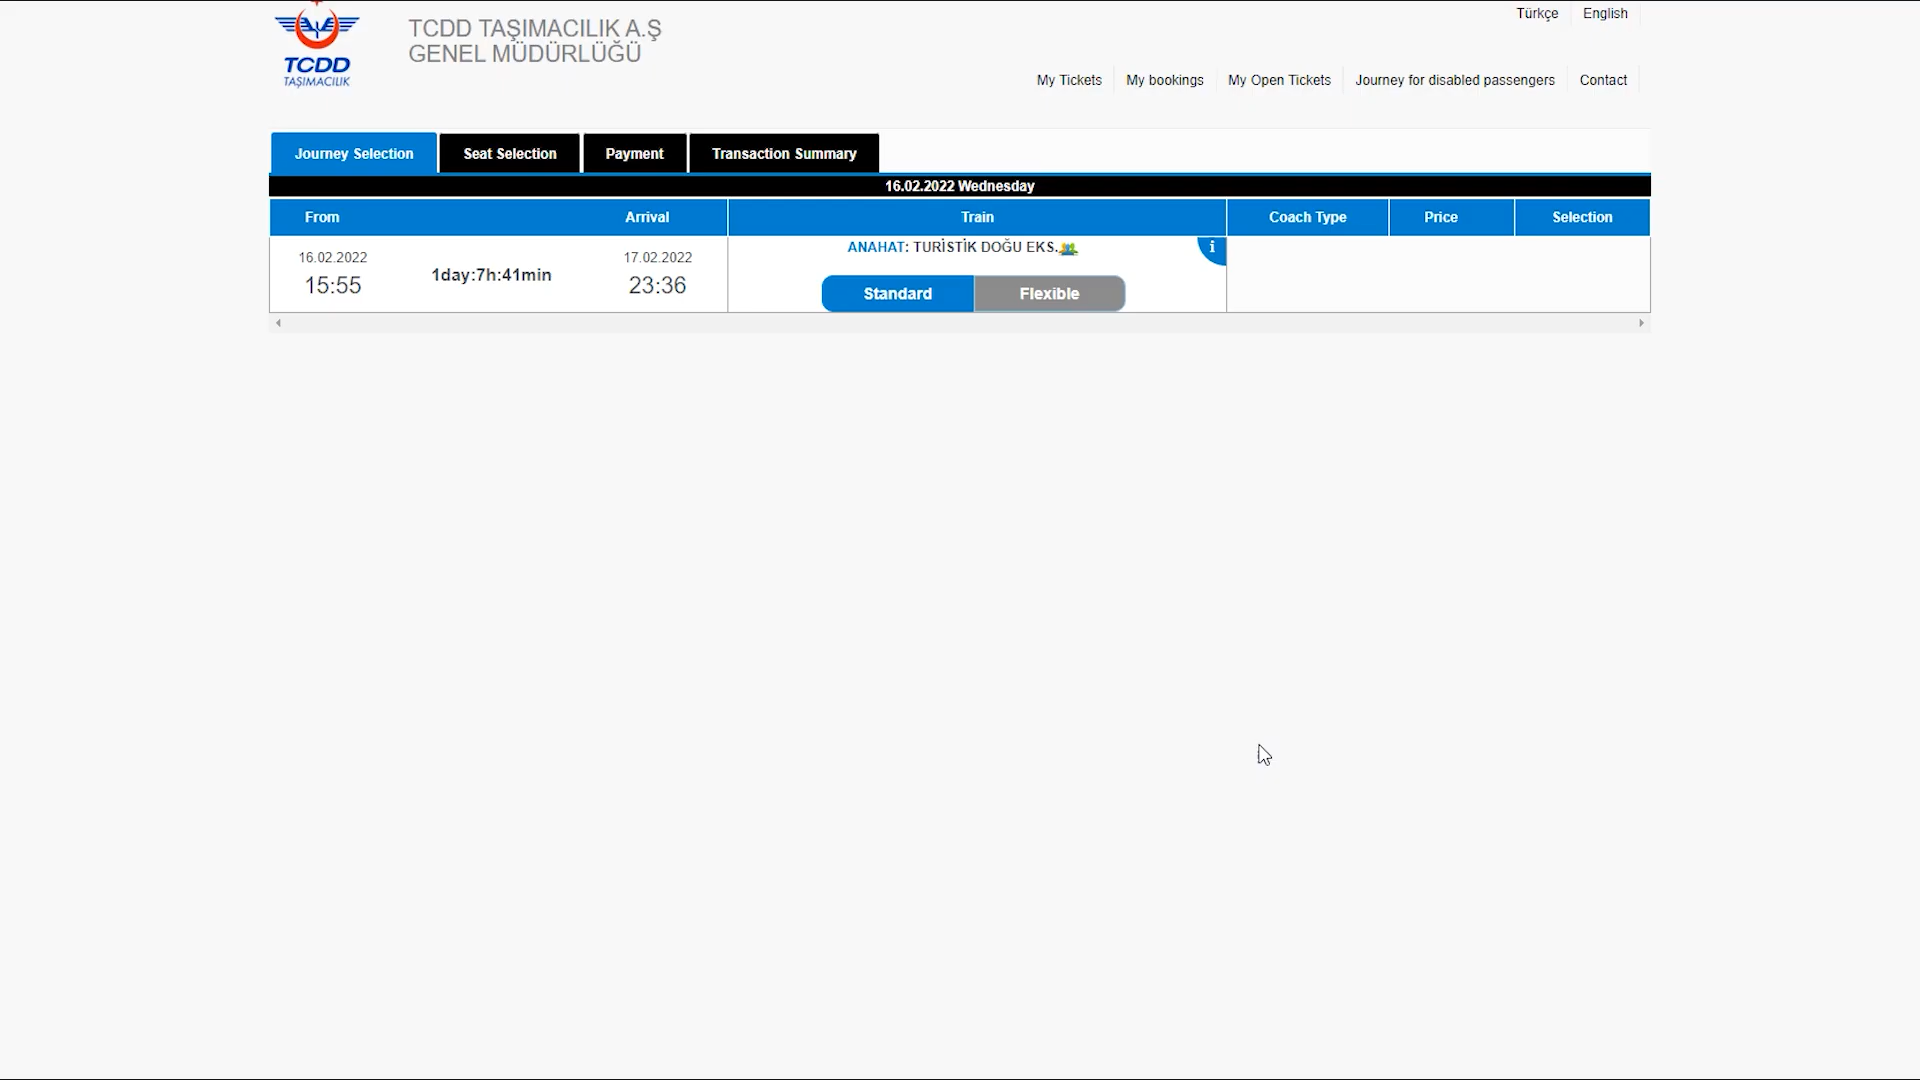 Türkçe English
TCDD TAŞIMACILIK A.Ş
GENEL MÜDÜRLÜĞÜ
TCDD
TAŞIMACILIK
My Tickets My bookings My Open Tickets Journey for disabled passengers Contact
Journey Selection Seat Selection Payment Transaction Summary
16.02.2022 Wednesday
From Arrival Train Coach Type Price Selection
ANAHAT: TURİSTİK DOĞU EKS. i
16.02.2022 17.02.2022
1day:7h:41min
15:55 23:36
Standard Flexible